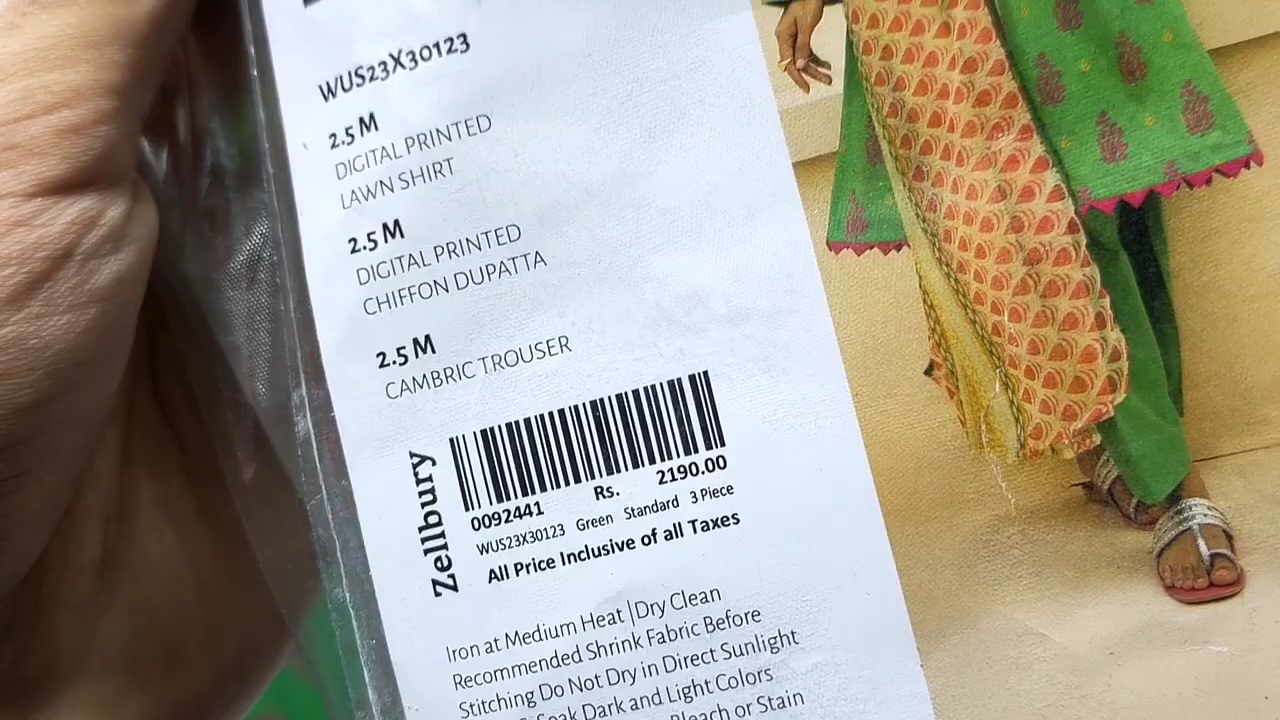 WUS23X30123
2.5 M
DIGITAL PRINTED
LAWN SHIRT
2.5 M
DIGITAL PRINTED
CHIFFON DUPATTA
2.5 M
CAMBRIC TROUSER
Zellbury
0092441 Rs. 2190.00
WUS23X30123 Green Standard 3 Piece
All Price Inclusive of all Taxes
Iron at Medium Heat | Dry Clean
Recommended Shrink Fabric Before
Stitching Do Not Dry in Direct Sunlight
Soak Dark and Light Colors
Bleach or Stain